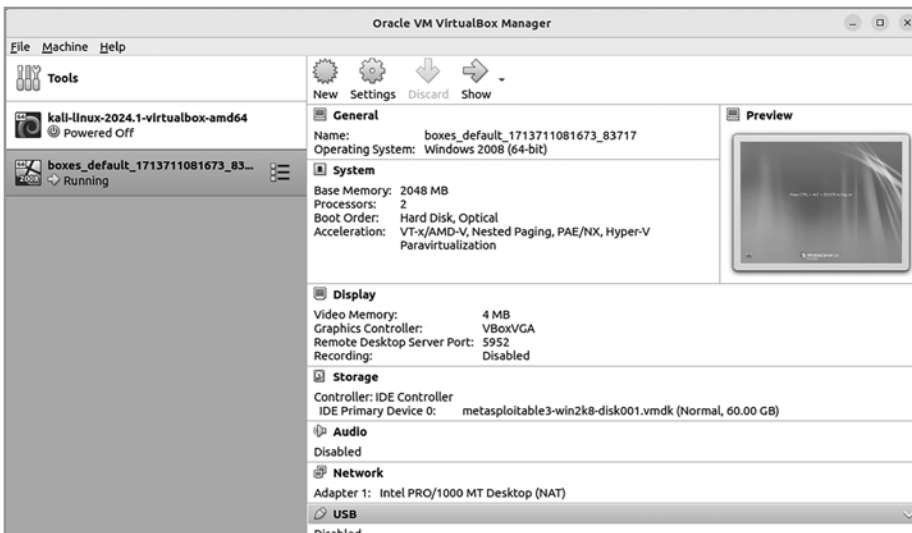 Oracle VM VirtualBox Manager
File Machine Help
Tools
New Settings Discard Show
kali-linux-2024.1-virtualbox-amd64
Powered Off
boxes_default_1713711081673_83...
Running
General
Name: boxes_default_1713711081673_83717
Operating System: Windows 2008 (64-bit)
System
Base Memory: 2048 MB
Processors: 2
Boot Order: Hard Disk, Optical
Acceleration: VT-x/AMD-V, Nested Paging, PAE/NX, Hyper-V
Paravirtualization
Preview
Display
Video Memory: 4 MB
Graphics Controller: VBoxVGA
Remote Desktop Server Port: 5952
Recording: Disabled
Storage
Controller: IDE Controller
IDE Primary Device 0: metasploitable3-win2k8-disk001.vmdk (Normal, 60.00 GB)
Audio
Disabled
Network
Adapter 1: Intel PRO/1000 MT Desktop (NAT)
USB
Disabled